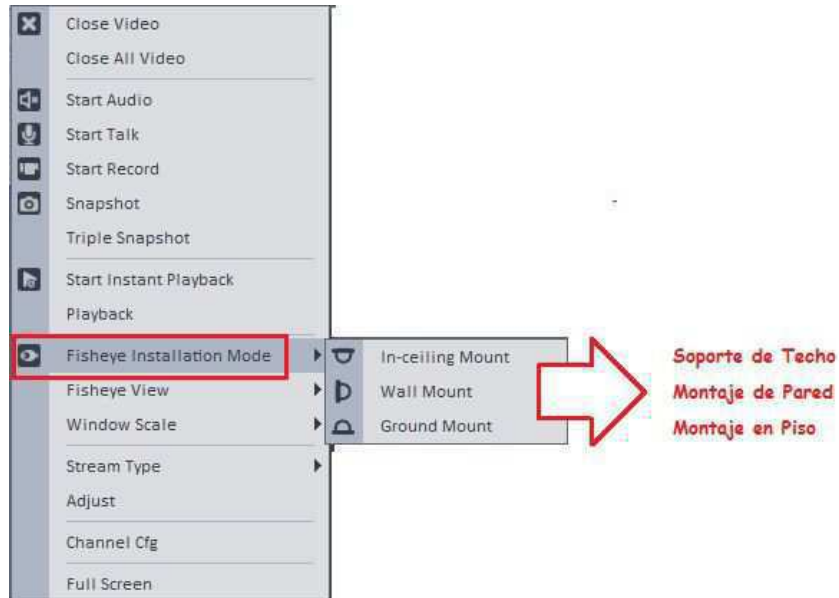 Close Video
Close All Video
Start Audio
Start Talk
Start Record
Snapshot
Triple Snapshot
Start Instant Playback
Playback
Fisheye Installation Mode
In-ceiling Mount
Soporte de Techo
Fisheye View
Wall Mount
Montaje de Pared
Window Scale
Ground Mount
Montaje en Piso
Stream Type
Adjust
Channel Cfg
Full Screen